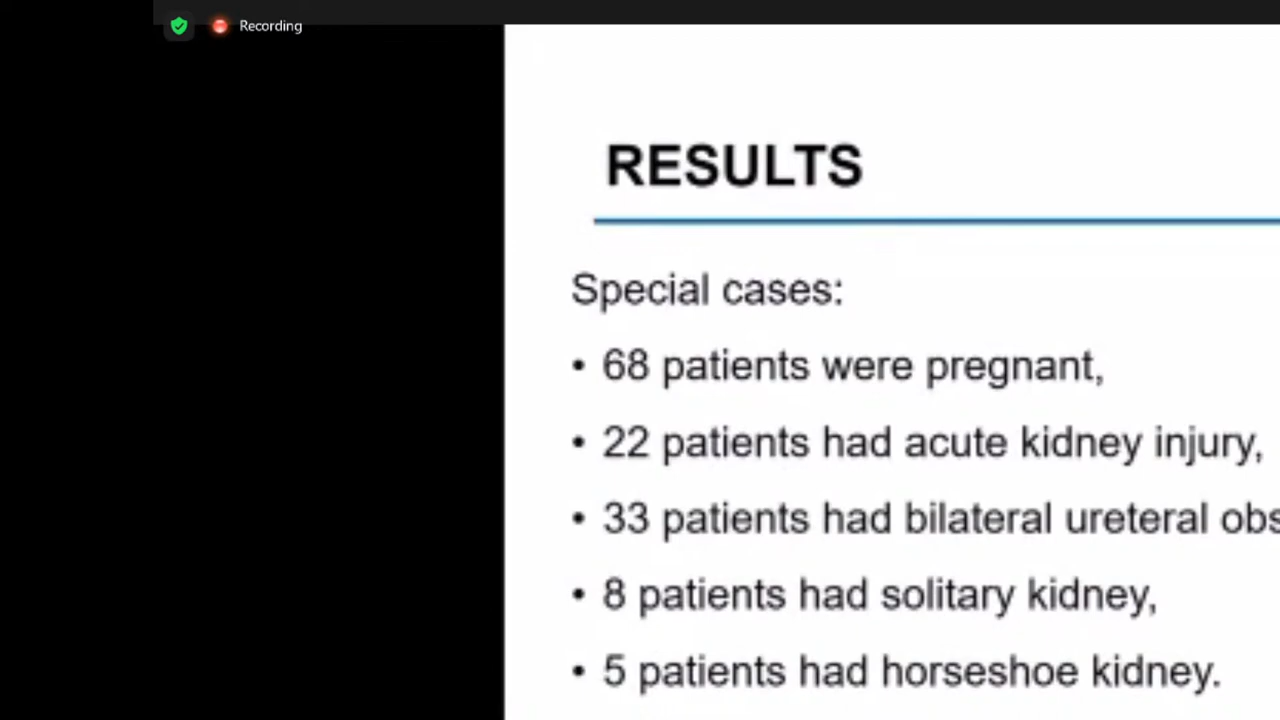 Recording
RESULTS
Special cases:
• 68 patients were pregnant,
• 22 patients had acute kidney injury,
• 33 patients had bilateral ureteral
• 8 patients had solitary kidney,
• 5 patients had horseshoe kidney.